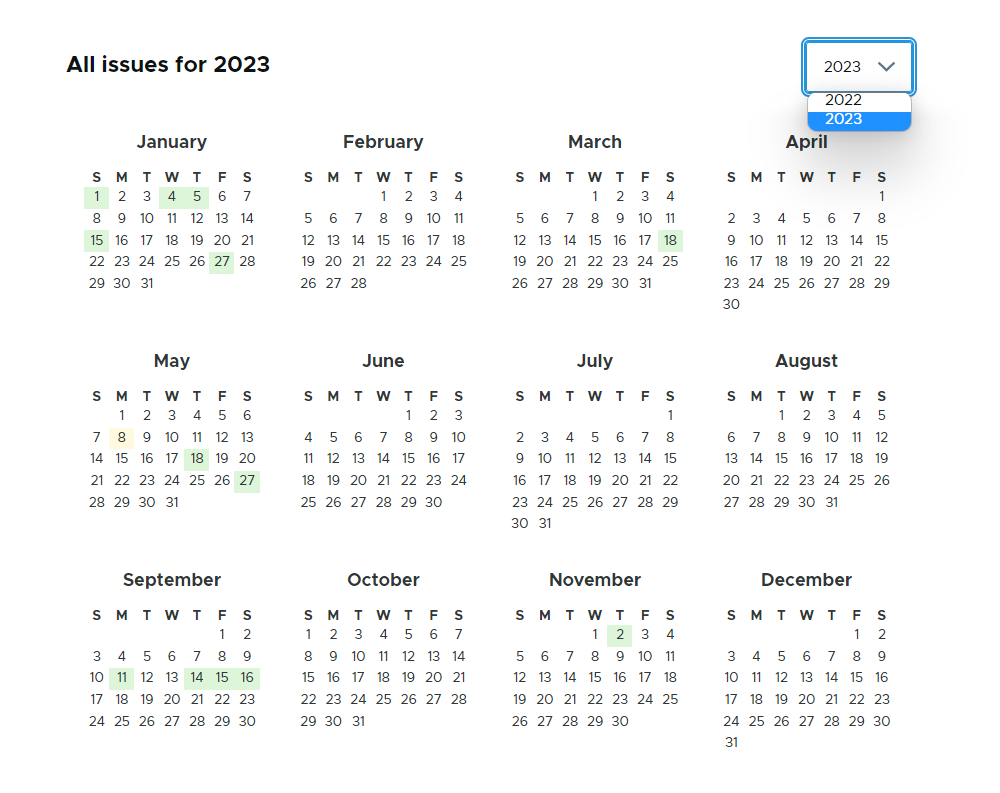 All issues for 2023
2023
2022
2023
January
S M T W T F S
1 2 3 4 5 6 7
8 9 10 11 12 13 14
15 16 17 18 19 20 21
22 23 24 25 26 27 28
29 30 31
February
S M T W T F S
1 2 3 4
5 6 7 8 9 10 11
12 13 14 15 16 17 18
19 20 21 22 23 24 25
26 27 28
March
S M T W T F S
1 2 3 4
5 6 7 8 9 10 11
12 13 14 15 16 17 18
19 20 21 22 23 24 25
26 27 28 29 30 31
April
S M T W T F S
1
2 3 4 5 6 7 8
9 10 11 12 13 14 15
16 17 18 19 20 21 22
23 24 25 26 27 28 29
30
May
S M T W T F S
1 2 3 4 5 6
7 8 9 10 11 12 13
14 15 16 17 18 19 20
21 22 23 24 25 26 27
28 29 30 31
June
S M T W T F S
1 2 3
4 5 6 7 8 9 10
11 12 13 14 15 16 17
18 19 20 21 22 23 24
25 26 27 28 29 30
July
S M T W T F S
1
2 3 4 5 6 7 8
9 10 11 12 13 14 15
16 17 18 19 20 21 22
23 24 25 26 27 28 29
30 31
August
S M T W T F S
1 2 3 4 5
6 7 8 9 10 11 12
13 14 15 16 17 18 19
20 21 22 23 24 25 26
27 28 29 30 31
September
S M T W T F S
1 2
3 4 5 6 7 8 9
10 11 12 13 14 15 16
17 18 19 20 21 22 23
24 25 26 27 28 29 30
October
S M T W T F S
1 2 3 4 5 6 7
8 9 10 11 12 13 14
15 16 17 18 19 20 21
22 23 24 25 26 27 28
29 30 31
November
S M T W T F S
1 2 3 4
5 6 7 8 9 10 11
12 13 14 15 16 17 18
19 20 21 22 23 24 25
26 27 28 29 30
December
S M T W T F S
1 2
3 4 5 6 7 8 9
10 11 12 13 14 15 16
17 18 19 20 21 22 23
24 25 26 27 28 29 30
31